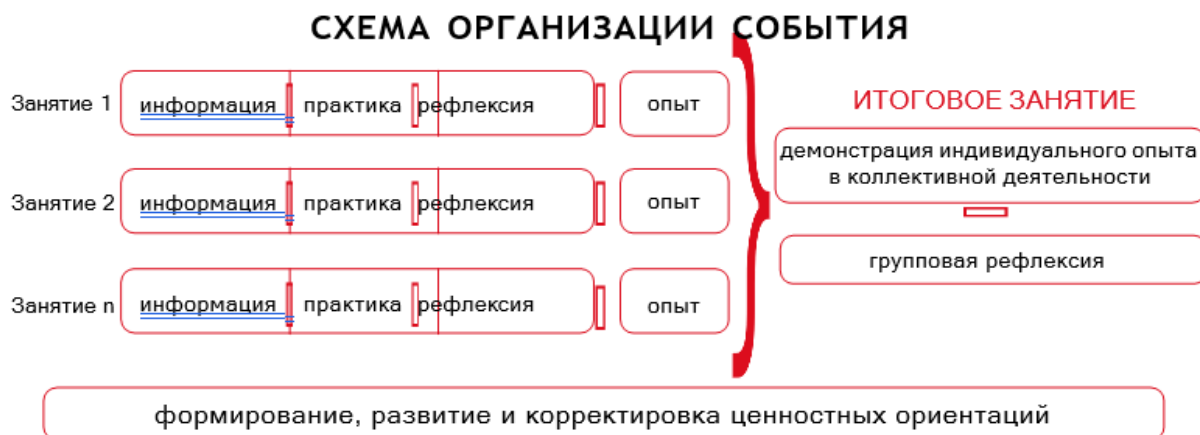 СХЕМА ОРГАНИЗАЦИИ СОБЫТИЯ
Занятие 1 информация практика рефлексия опыт
Занятие 2 информация практика рефлексия опыт
Занятие n информация практика рефлексия опыт
ИТОГОВОЕ ЗАНЯТИЕ
демонстрация индивидуального опыта
в коллективной деятельности
групповая рефлексия
формирование, развитие и корректировка ценностных ориентаций